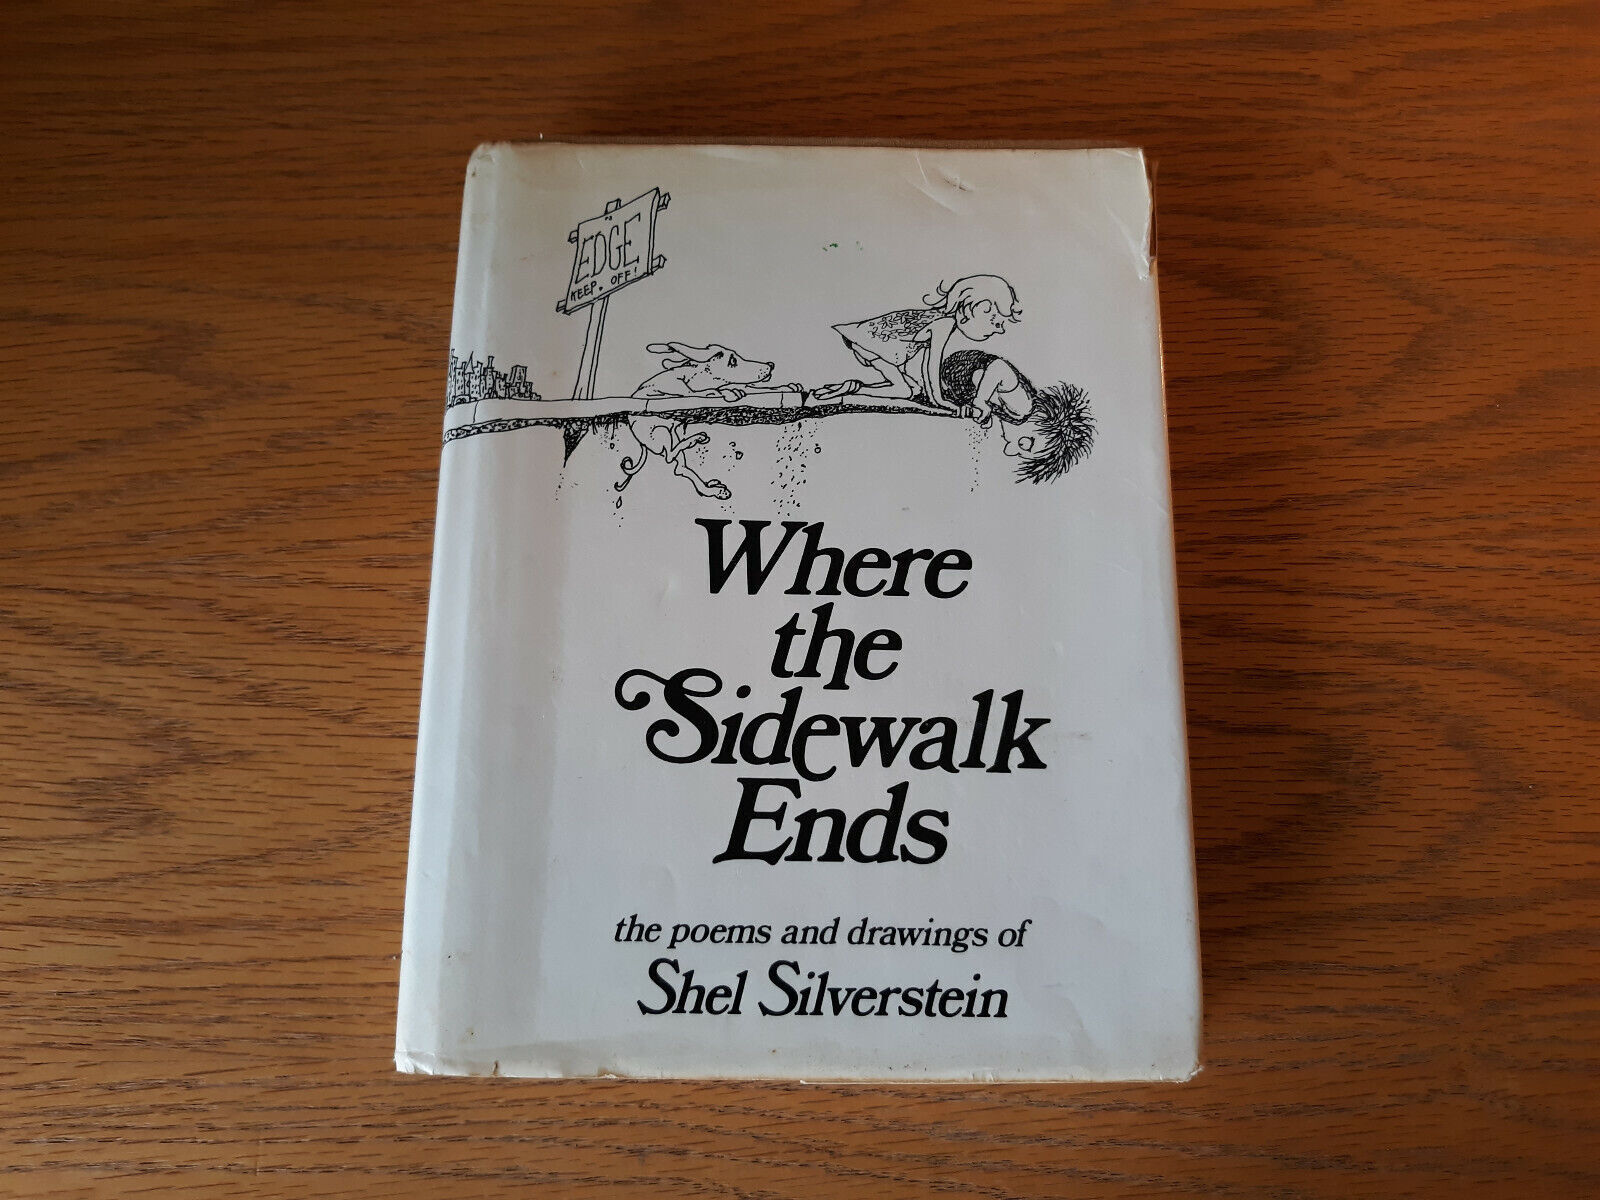 EDGE
KEEP. OFF!
Where
the
Sidewalk
Ends
the poems and drawings of
Shel Silverstein